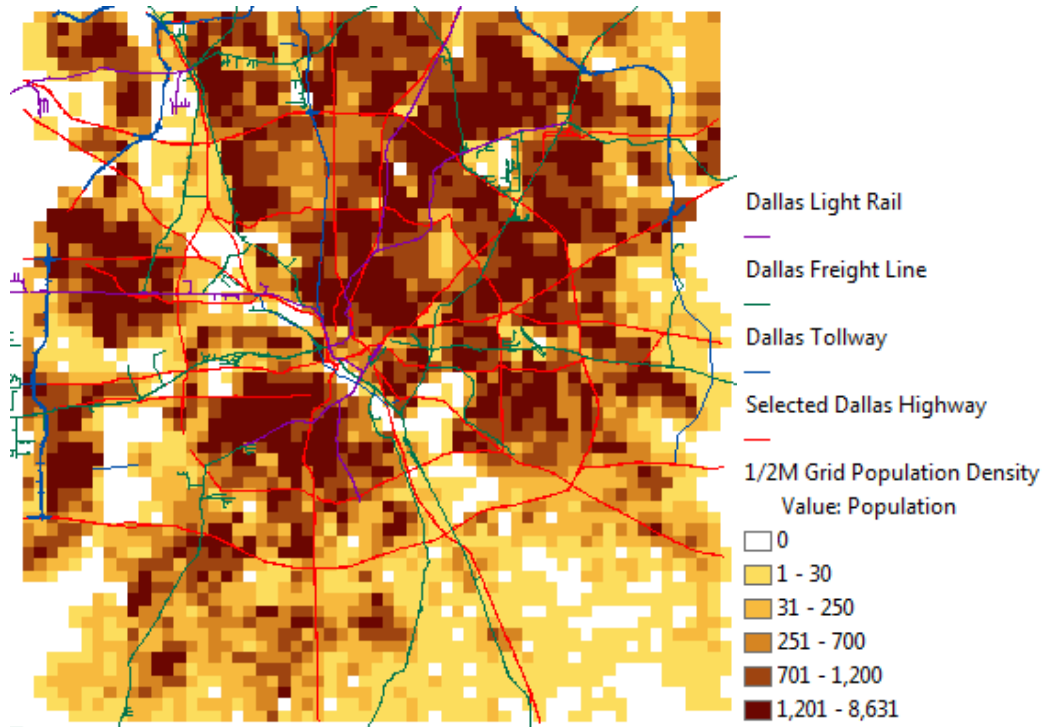 Dallas Light Rail
Dallas Freight Line
Dallas Tollway
Selected Dallas Highway
1/2M Grid Population Density
Value: Population
0
1 - 30
31 - 250
251 - 700
701 - 1,200
1,201 - 8,631